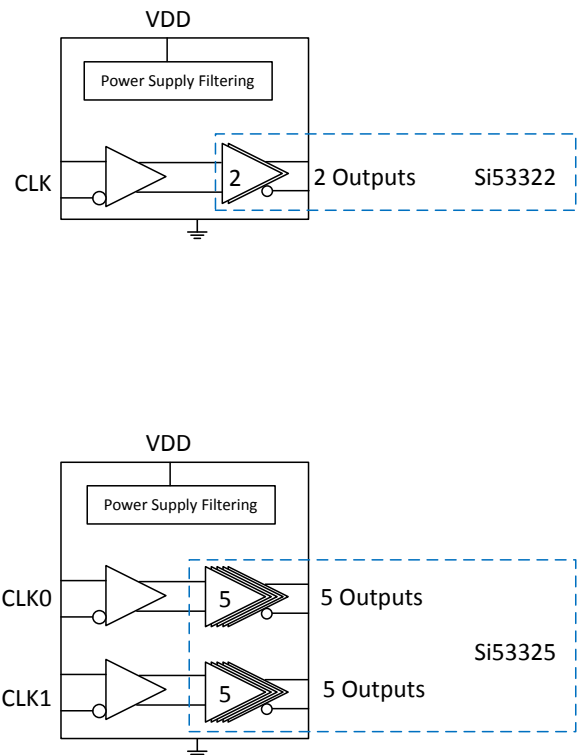 VDD
Power Supply Filtering
CLK
2
2 Outputs
Si53322
VDD
Power Supply Filtering
CLK0
5
5 Outputs
Si53325
CLK1
5
5 Outputs